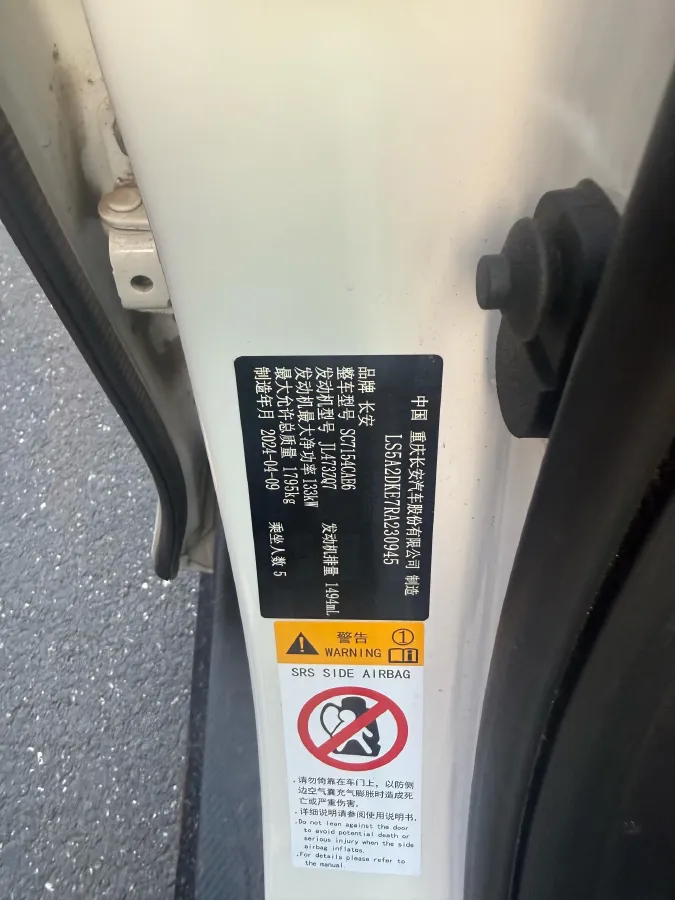 中国 重庆长安汽车股份有限公司 制造
LS5A2DKE7RA230945
品牌 长安
整车型号 SC7154CAE6
发动机型号 JL473ZQ7 发动机排量 1494mL
发动机最大净功率 133kW
最大允许总质量 1795kg
制造年月 2024-04-09 乘坐人数 5
警告 ①
WARNING
SRS SIDE AIRBAG
.请勿倚靠在车门上，以防侧
边空气囊充气膨胀时造成死
亡或严重伤害.
.详细说明请参阅使用说明书.
.Do not lean against the door
to avoid potential death or
serious injury when the side
airbag inflates.
.For details please refer to
the manual.